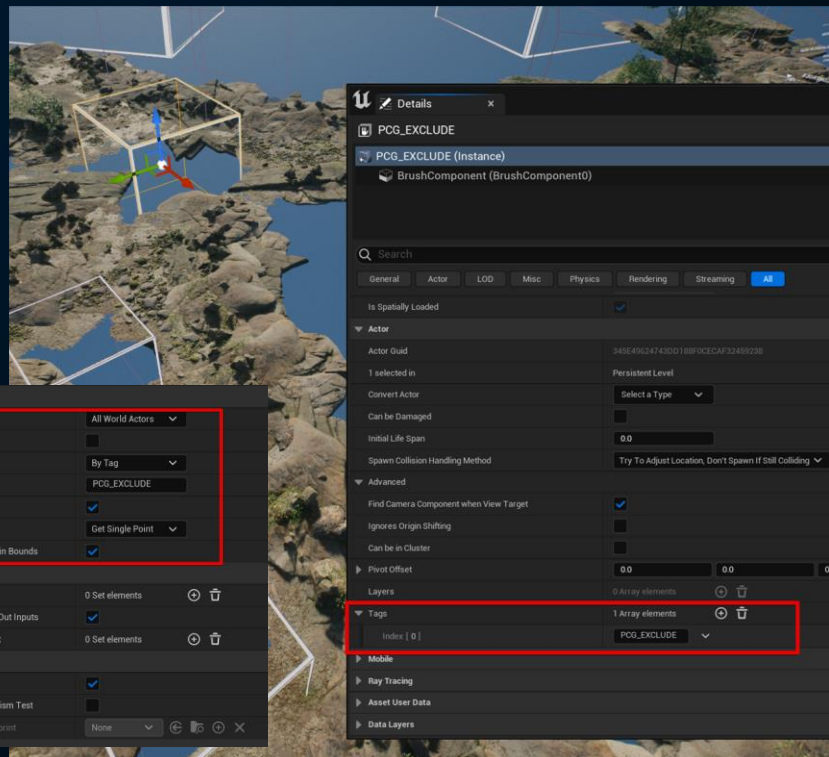 Details
PCG_EXCLUDE
PCG_EXCLUDE (Instance)
BrushComponent (BrushComponent0)
Search
General Actor LOD Misc Physics Rendering Streaming All
Is Spatially Loaded
Actor
Actor Guid
1 selected in Persistent Level
Convert Actor Select a Type
Can be Damaged
Initial Life Span 0.0
Spawn Collision Handling Method Try To Adjust Location, Don't Spawn If Still Colliding
Advanced
Find Camera Component when View Target
Ignores Origin Shifting
Can be in Cluster
Pivot Offset 0.0 0.0
Layers 0 Array elements
Tags 1 Array elements
Index [ 0 ] PCG_EXCLUDE
Mobile
Ray Tracing
Asset User Data
Data Layers
All World Actors
By Tag
PCG_EXCLUDE
Get Single Point
in Bounds
0 Set elements
Out Inputs
0 Set elements
ism Test
print None